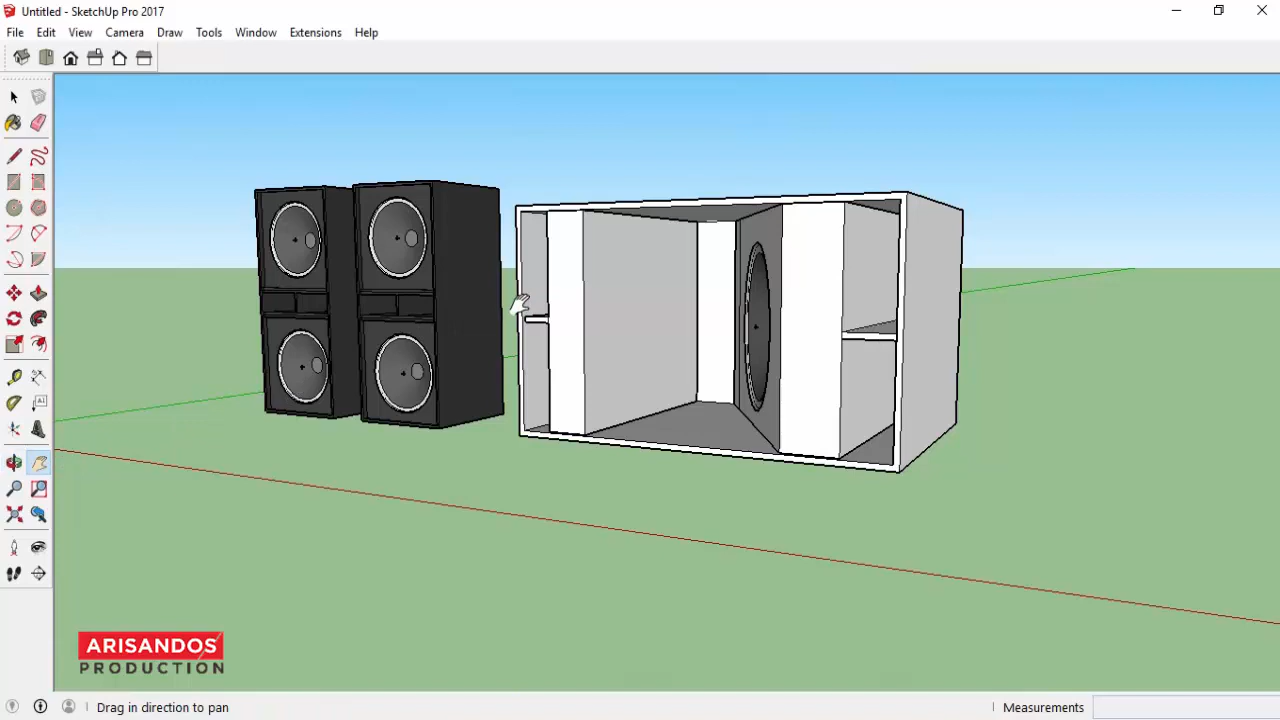 Untitled - SketchUp Pro 2017
File Edit View Camera Draw Tools Window Extensions Help
ARISANDOS
PRODUCTION
Drag in direction to pan
Measurements